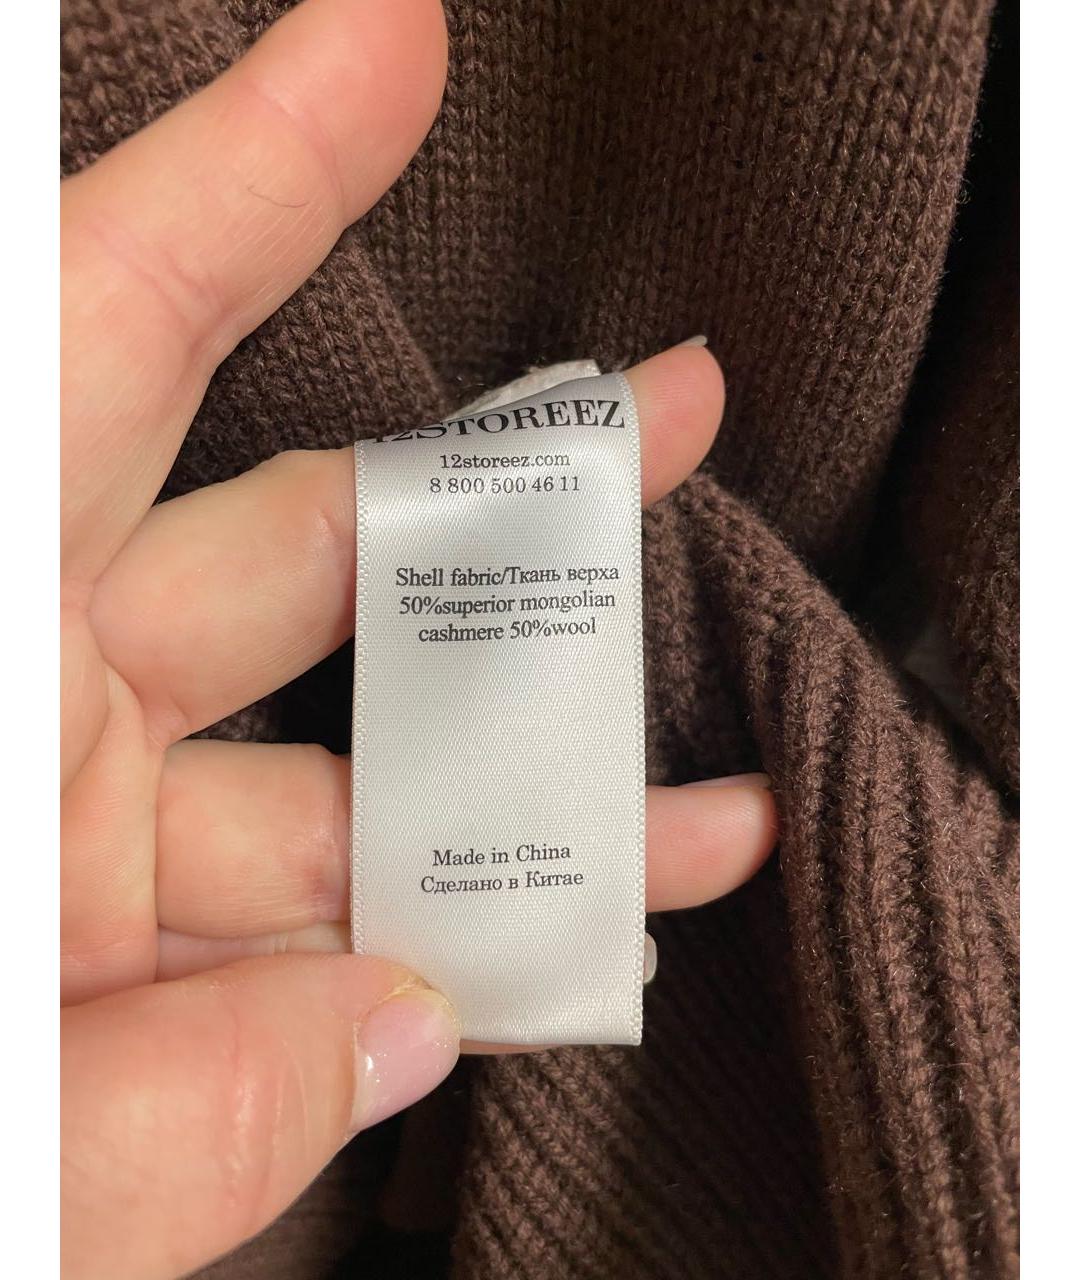 12STOREEZ
12storeez.com
8 800 500 46 11
Shell fabric/Ткань верха
50%superior mongolian
cashmere 50%wool
Made in China
Сделано в Китае